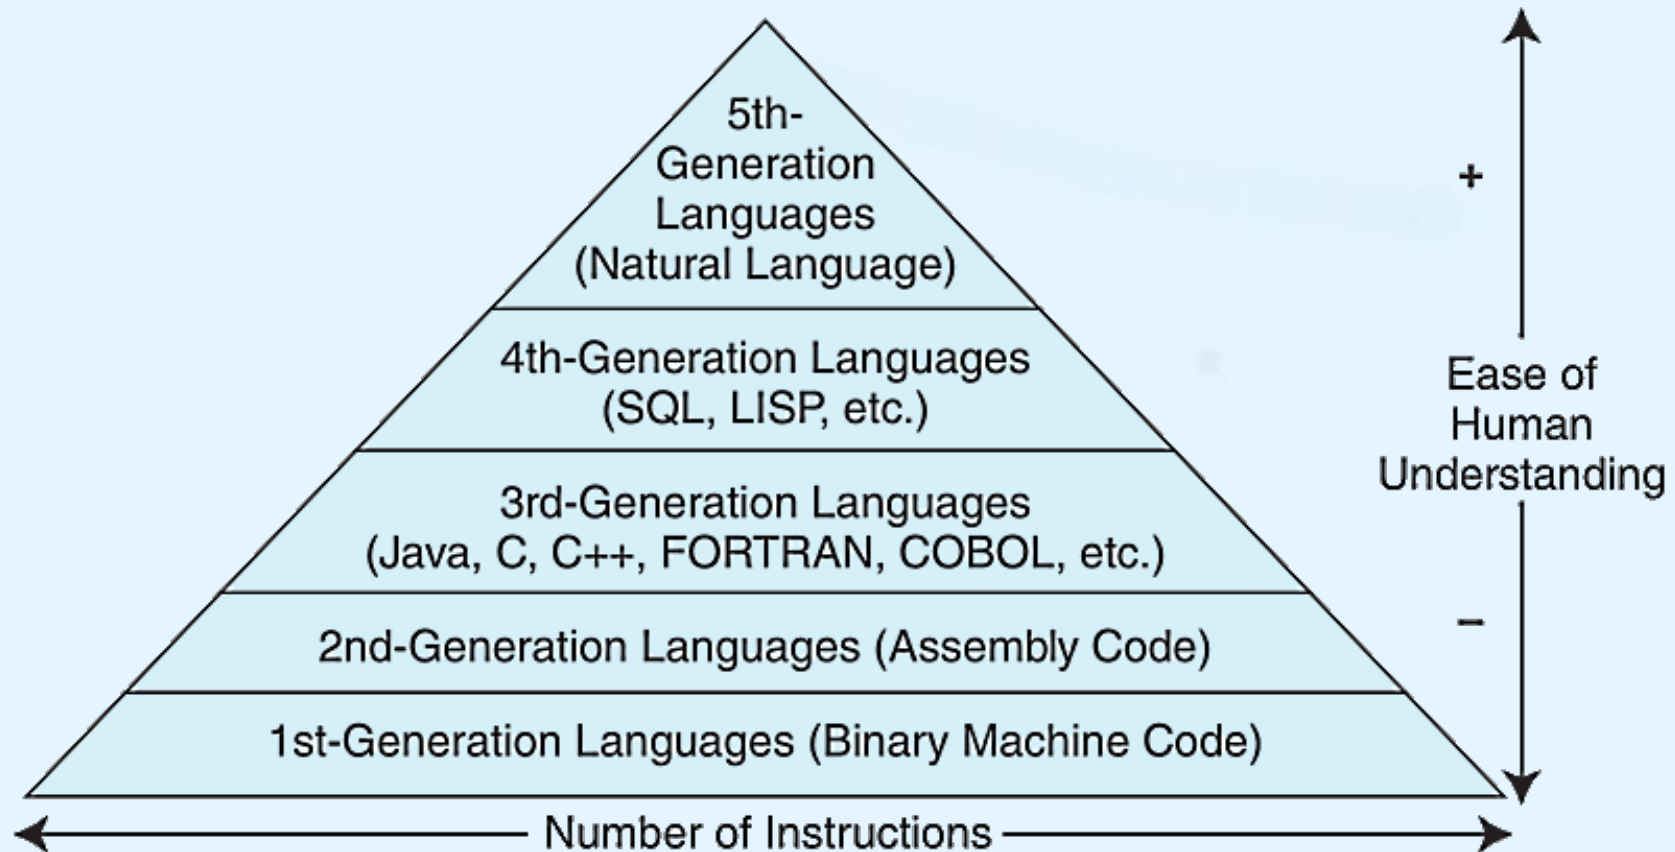 5th-
Generation
Languages
(Natural Language)
4th-Generation Languages
(SQL, LISP, etc.)
3rd-Generation Languages
(Java, C, C++, FORTRAN, COBOL, etc.)
2nd-Generation Languages (Assembly Code)
1st-Generation Languages (Binary Machine Code)
Number of Instructions
+
Ease of
Human
Understanding
–